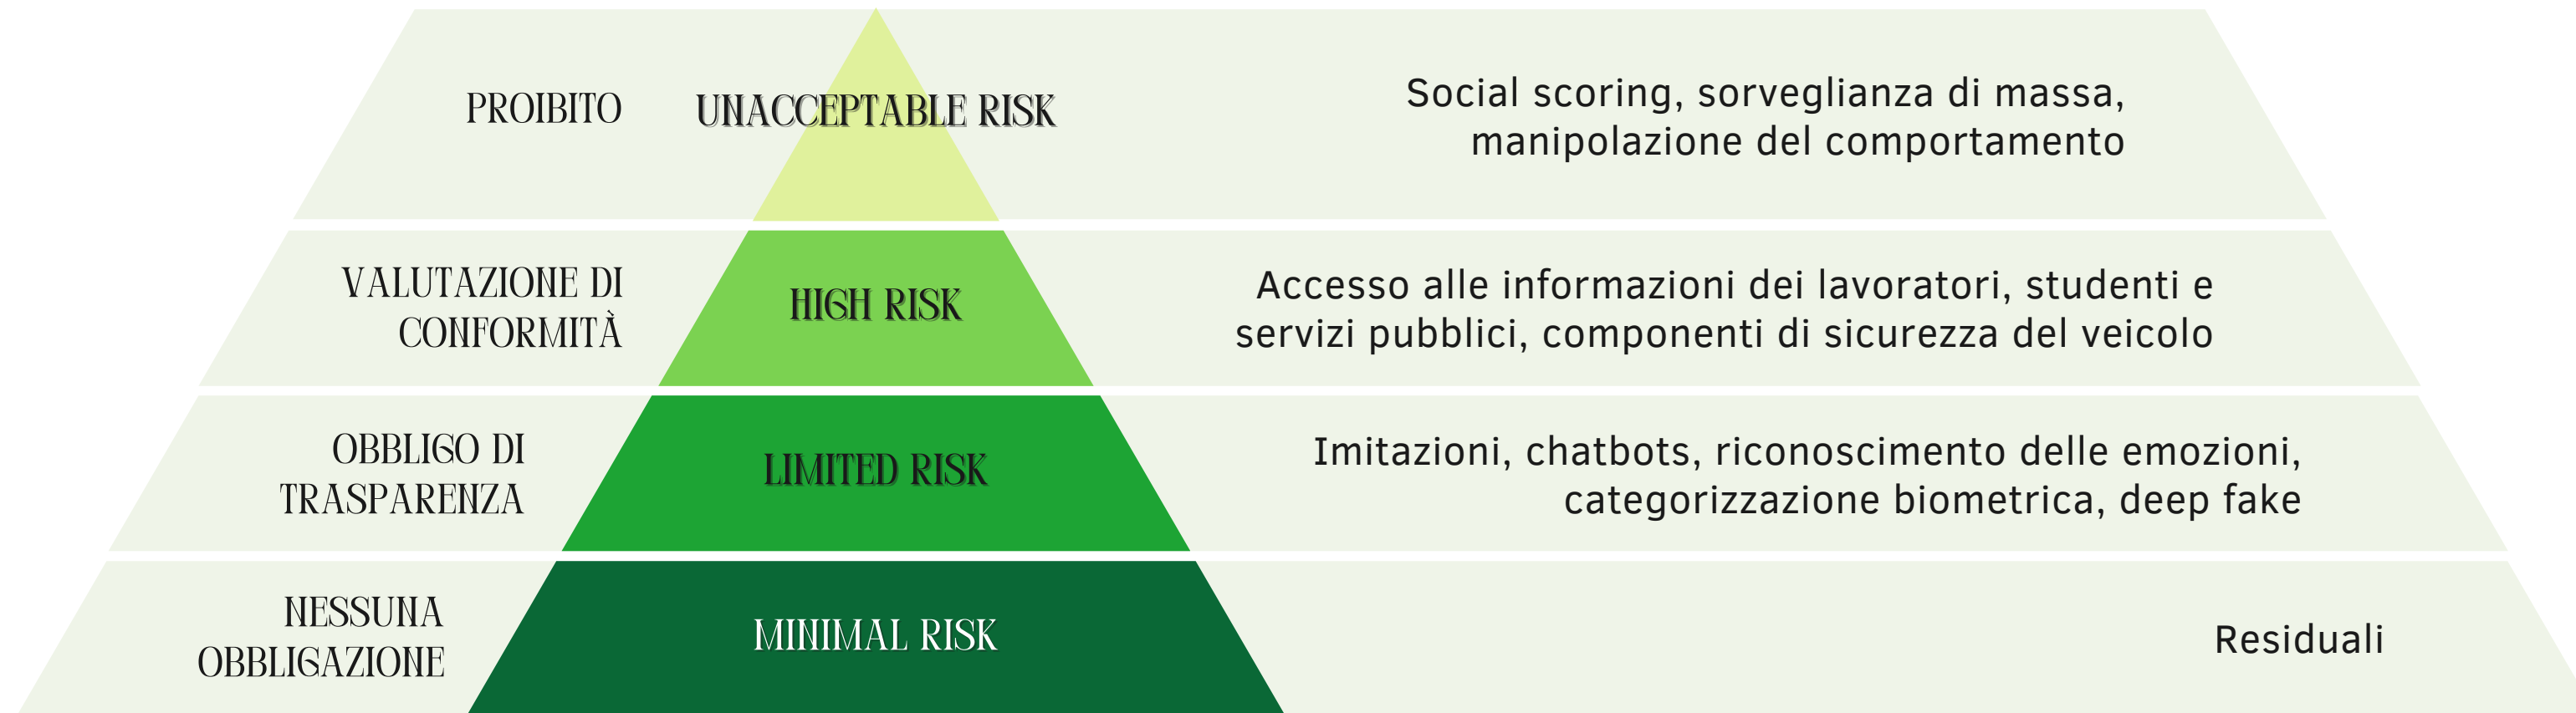 PROIBITO
UNACCEPTABLE RISK
Social scoring, sorveglianza di massa,
manipolazione del comportamento
VALUTAZIONE DI
CONFORMITÀ
HIGH RISK
Accesso alle informazioni dei lavoratori, studenti e
servizi pubblici, componenti di sicurezza del veicolo
OBBLIGO DI
TRASPARENZA
LIMITED RISK
Imitazioni, chatbots, riconoscimento delle emozioni,
categorizzazione biometrica, deep fake
NESSUNA
OBBLIGAZIONE
MINIMAL RISK
Residuali